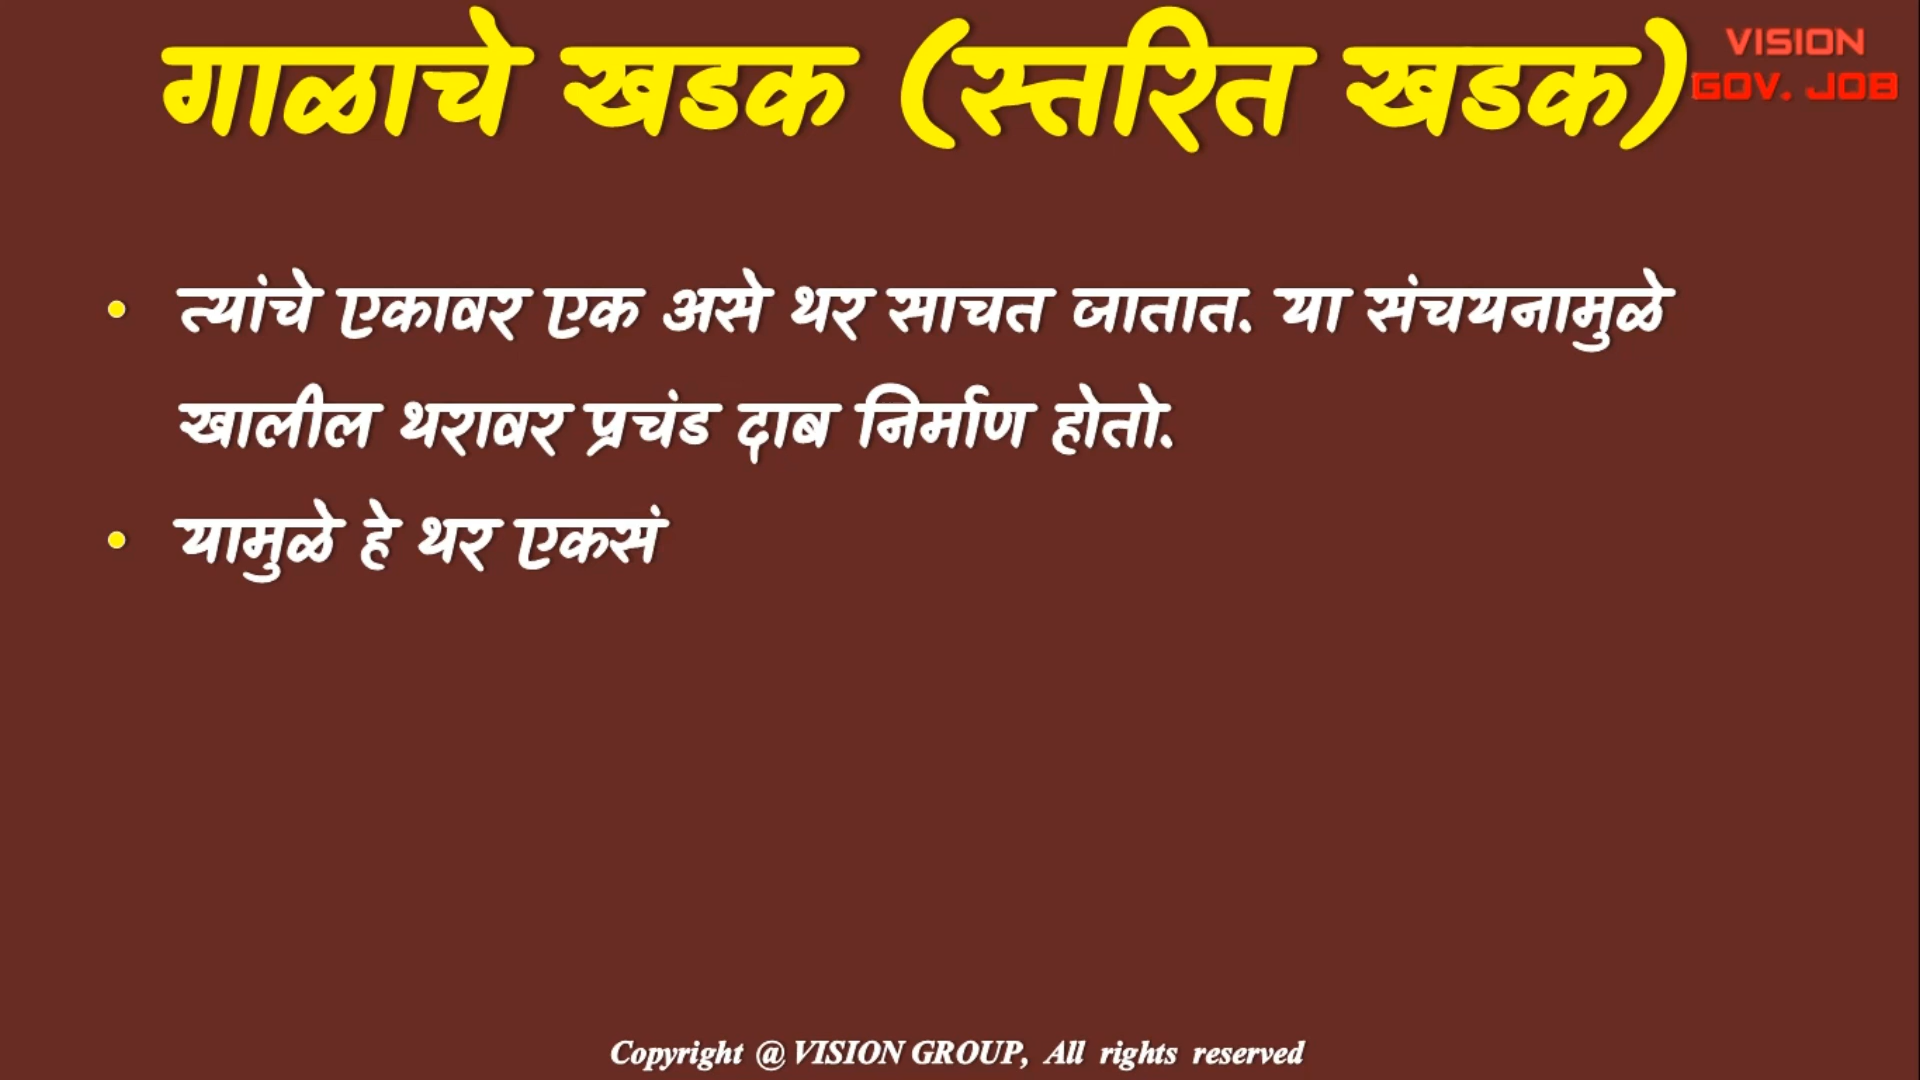 गाळाचे खडक (स्तरित खडक)
VISION
GOV. JOB
• त्यांचे एकावर एक असे थर साचत जातात. या संचयनामुळे
खालील थरावर प्रचंड दाब निर्माण होतो.
• यामुळे हे थर एकसं
Copyright @ VISION GROUP, All rights reserved